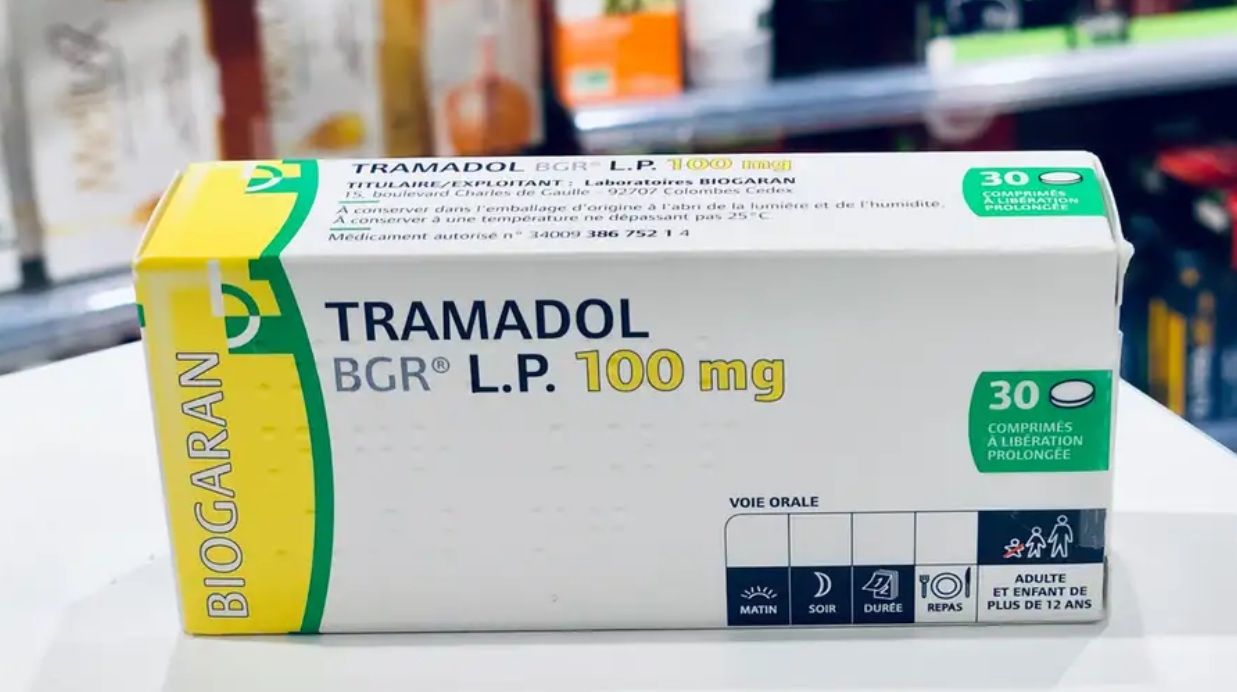 TRAMADOL BGR® L.P. 100 mg
TITULAIRE/EXPLOITANT : Laboratoires BIOGARAN
15, boulevard Charles de Gaulle - 92707 Colombes Cedex
À conserver dans l'emballage d'origine à l'abri de la lumière et de l'humidité.
À conserver à une température ne dépassant pas 25°C.
Médicament autorisé n° 34009 386 752 1 4
30
COMPRIMÉS
À LIBÉRATION
PROLONGÉE
BIOGARAN
TRAMADOL
BGR® L.P. 100 mg
30
COMPRIMÉS
À LIBÉRATION
PROLONGÉE
VOIE ORALE
MATIN
SOIR
DURÉE
REPAS
ADULTE
ET ENFANT DE
PLUS DE 12 ANS